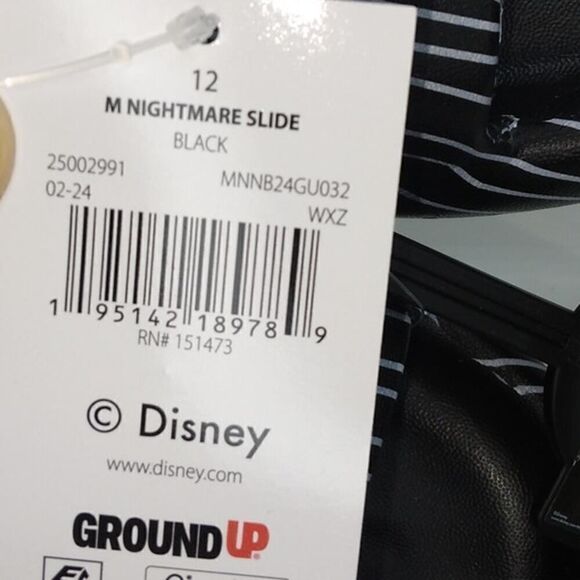 12
M NIGHTMARE SLIDE
BLACK
25002991 MNNB24GU032
02-24 WXZ
1 95142 18978 9
RN# 151473
© Disney
www.disney.com
GROUND UP